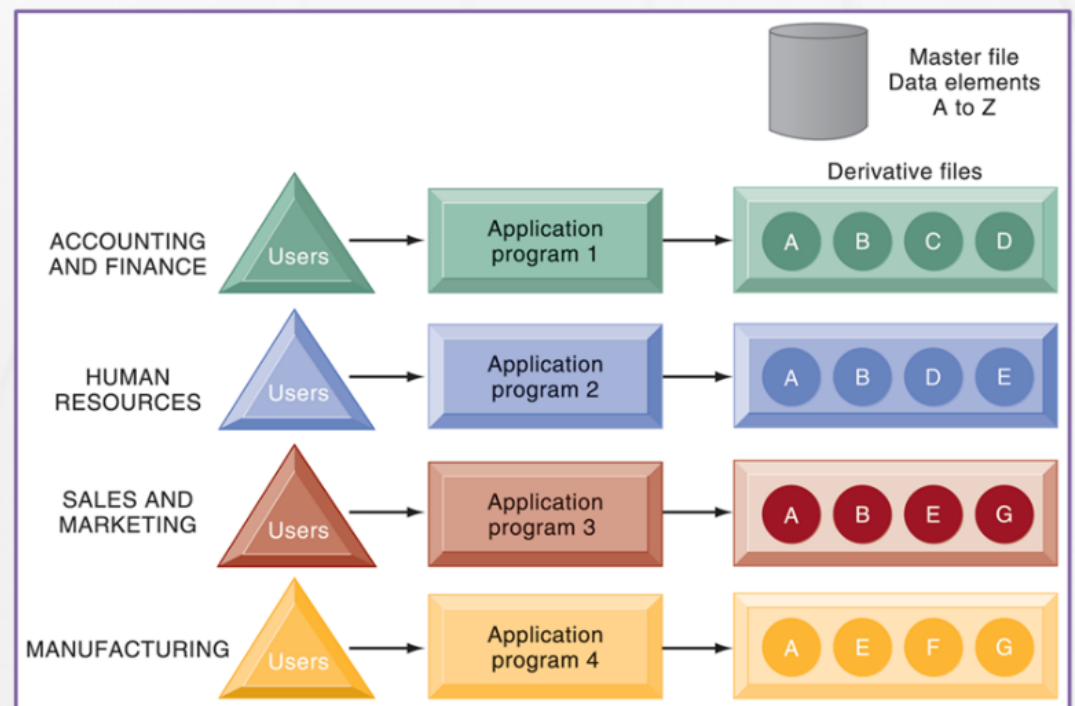 Master file
Data elements
A to Z
Derivative files
ACCOUNTING
AND FINANCE
Users
Application
program 1
A B C D
HUMAN
RESOURCES
Users
Application
program 2
A B D E
SALES AND
MARKETING
Users
Application
program 3
A B E G
MANUFACTURING
Users
Application
program 4
A E F G